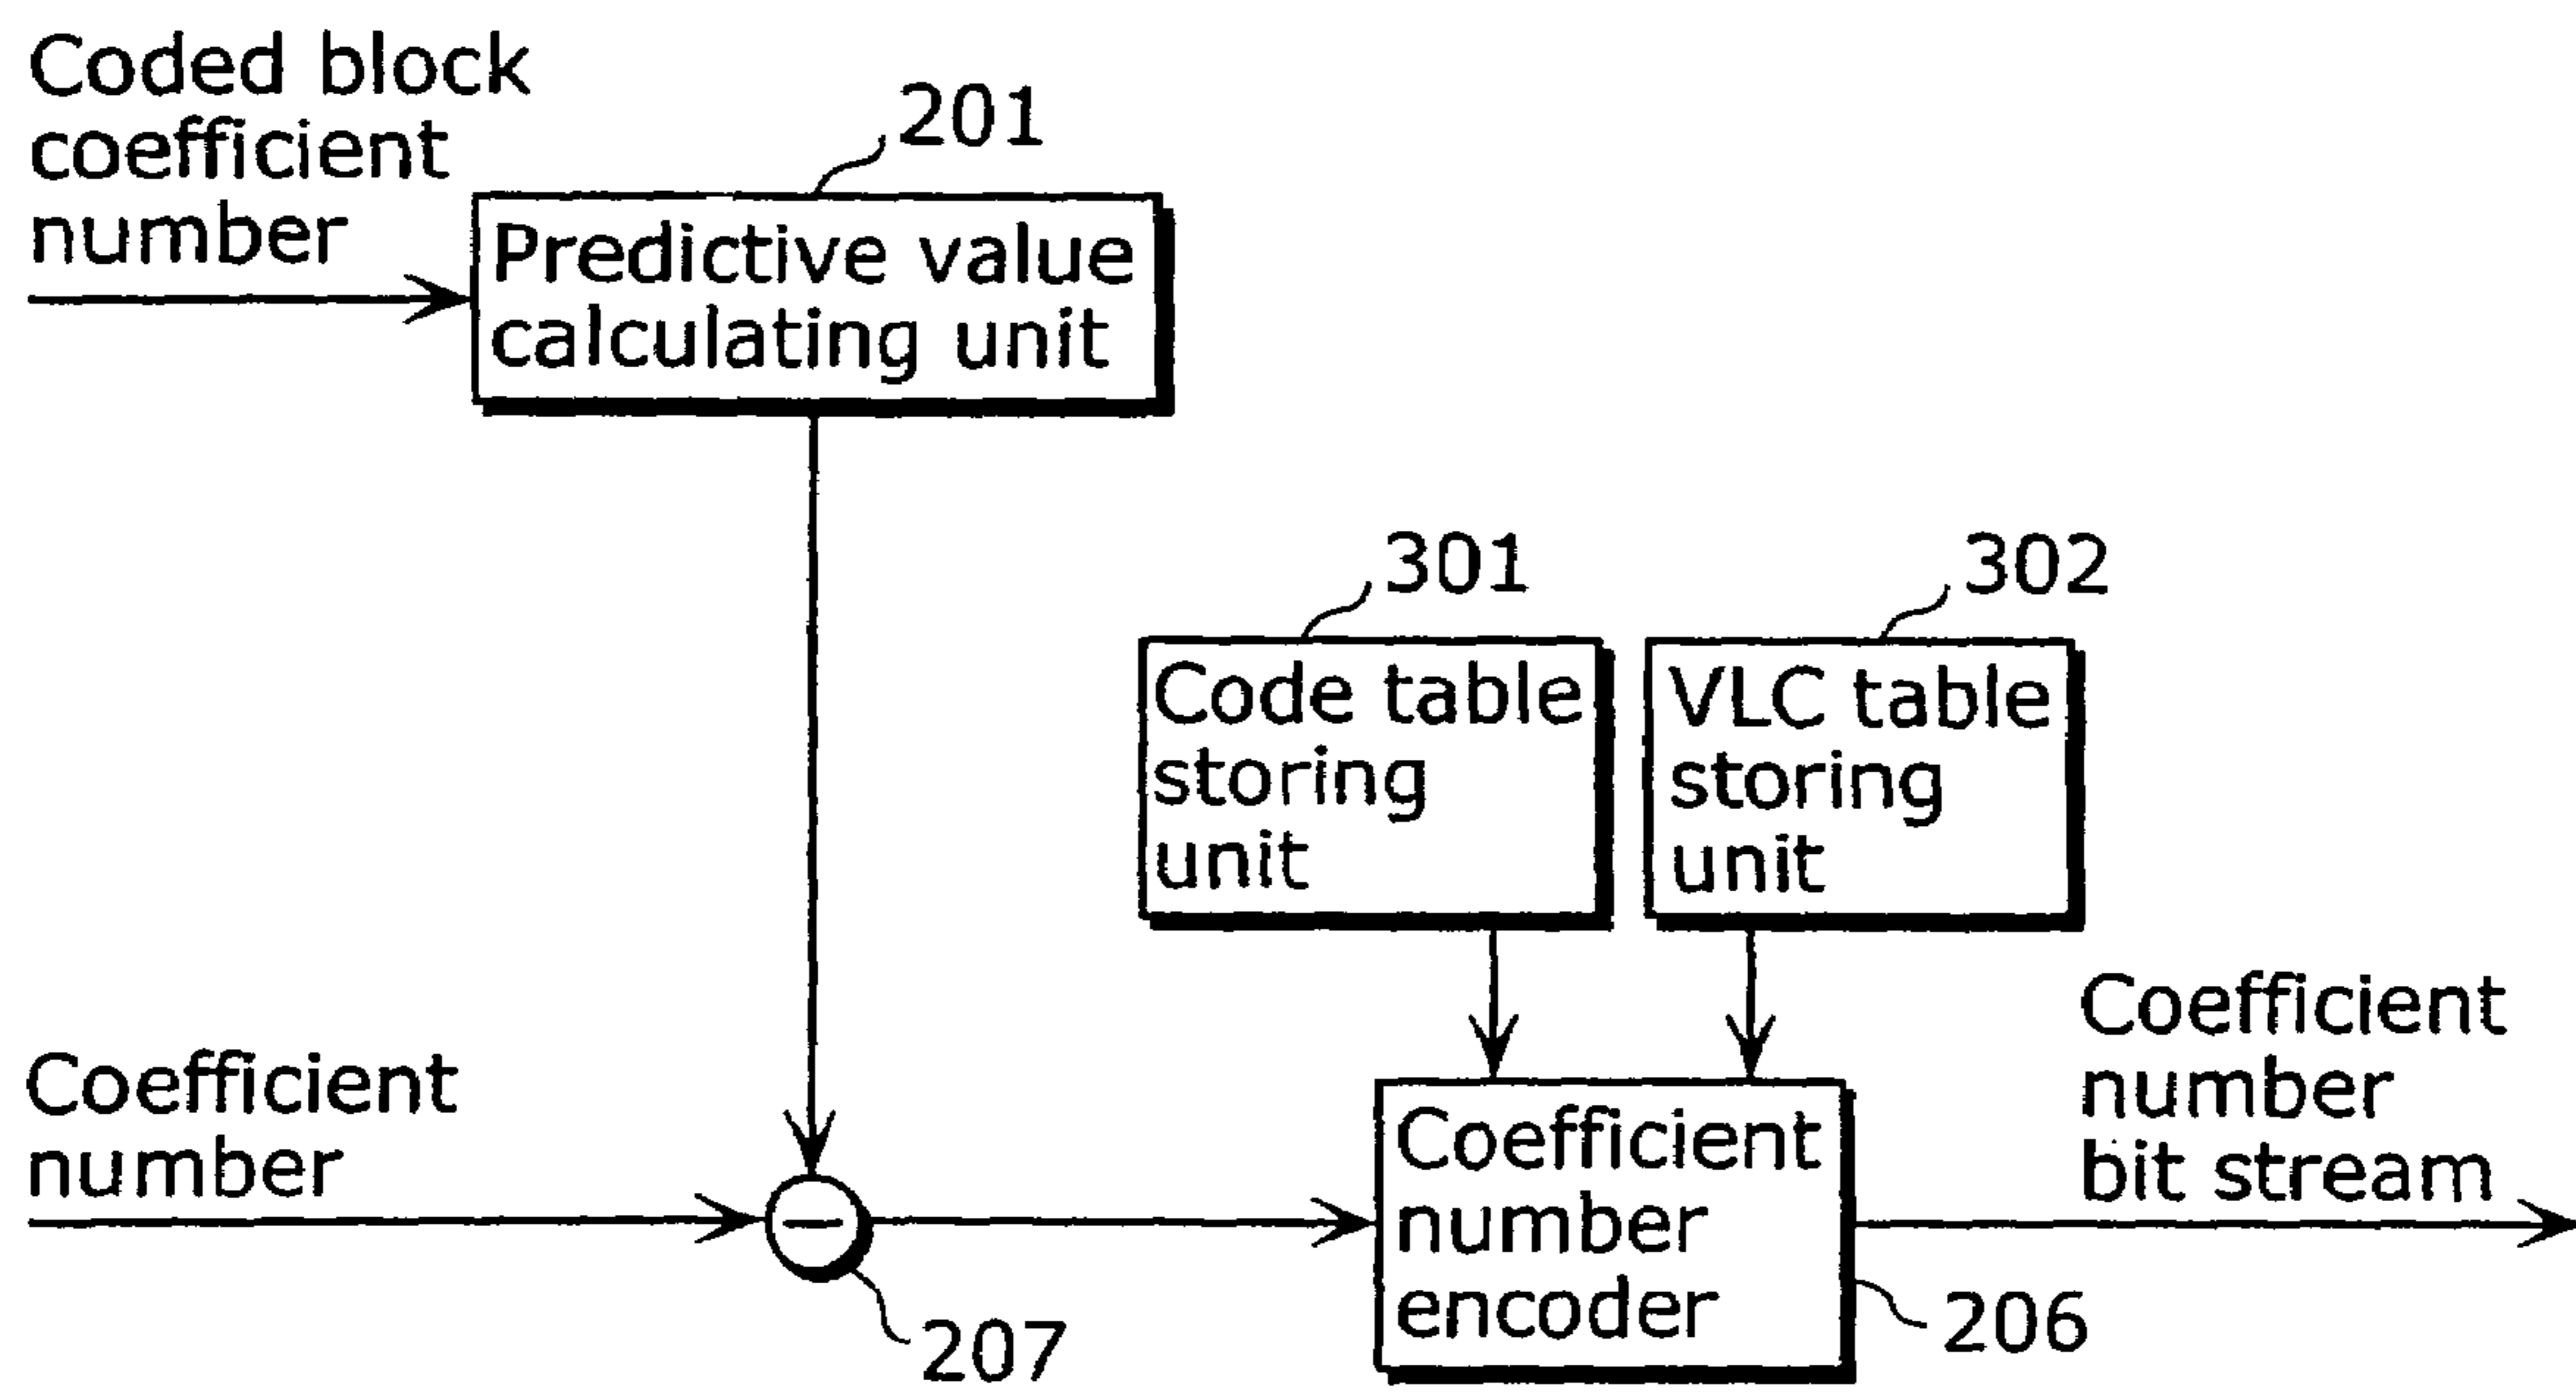 Coded block
coefficient
number
201
Predictive value
calculating unit
301
302
Code table
storing
unit
VLC table
storing
unit
Coefficient
number
207
Coefficient
number
encoder
206
Coefficient
number
bit stream